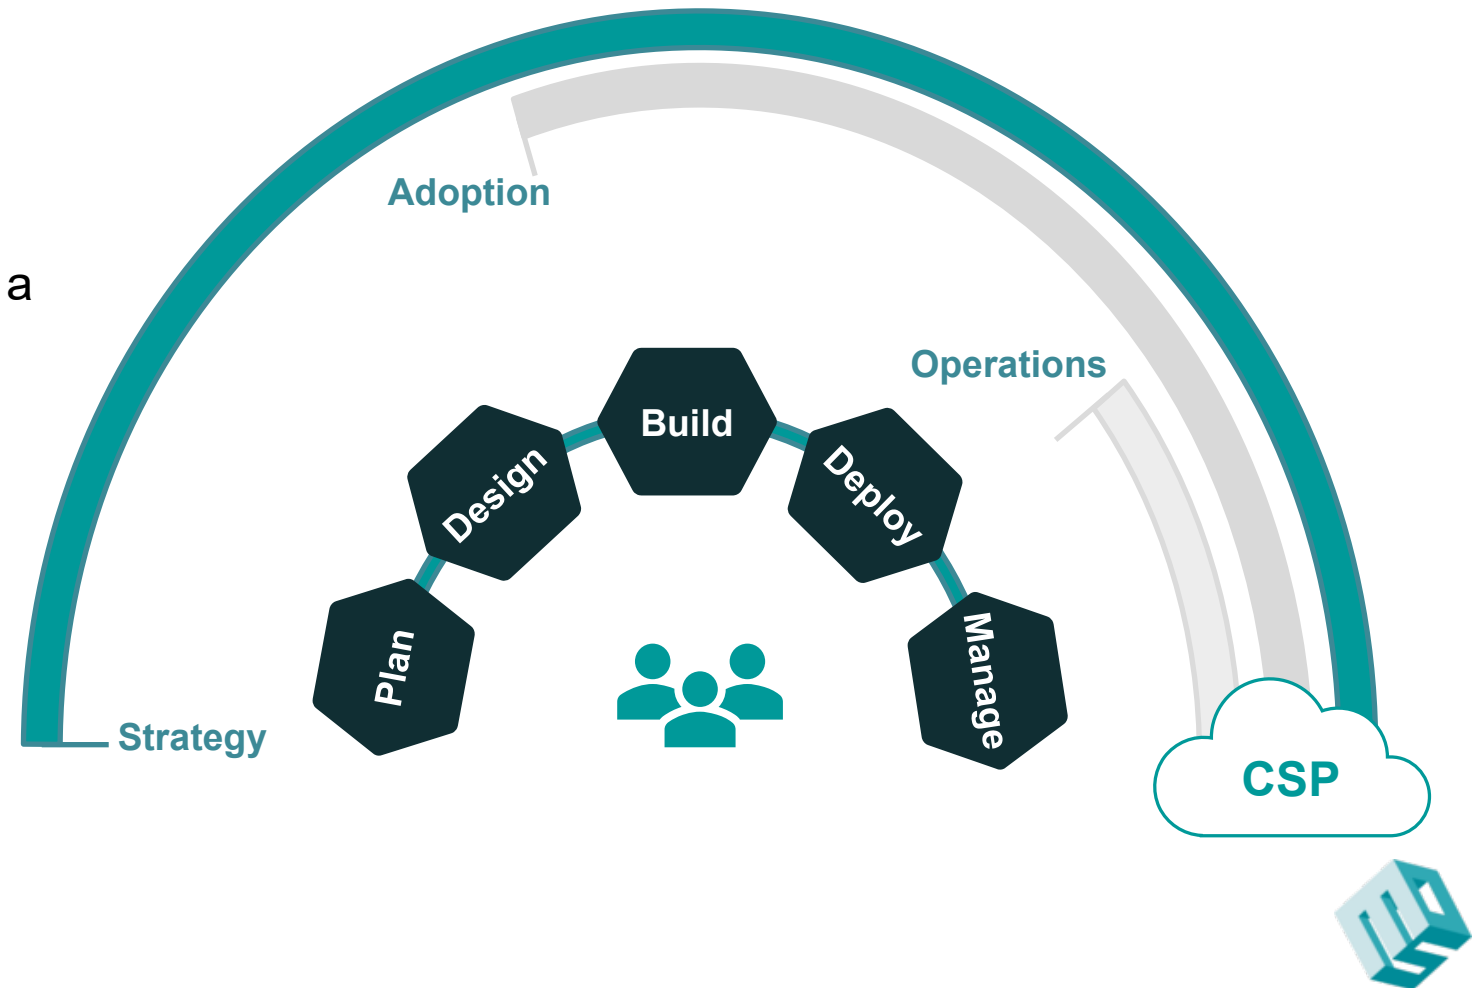 Adoption
a
Operations
Build
Design
Deploy
Plan
Manage
Strategy
CSP